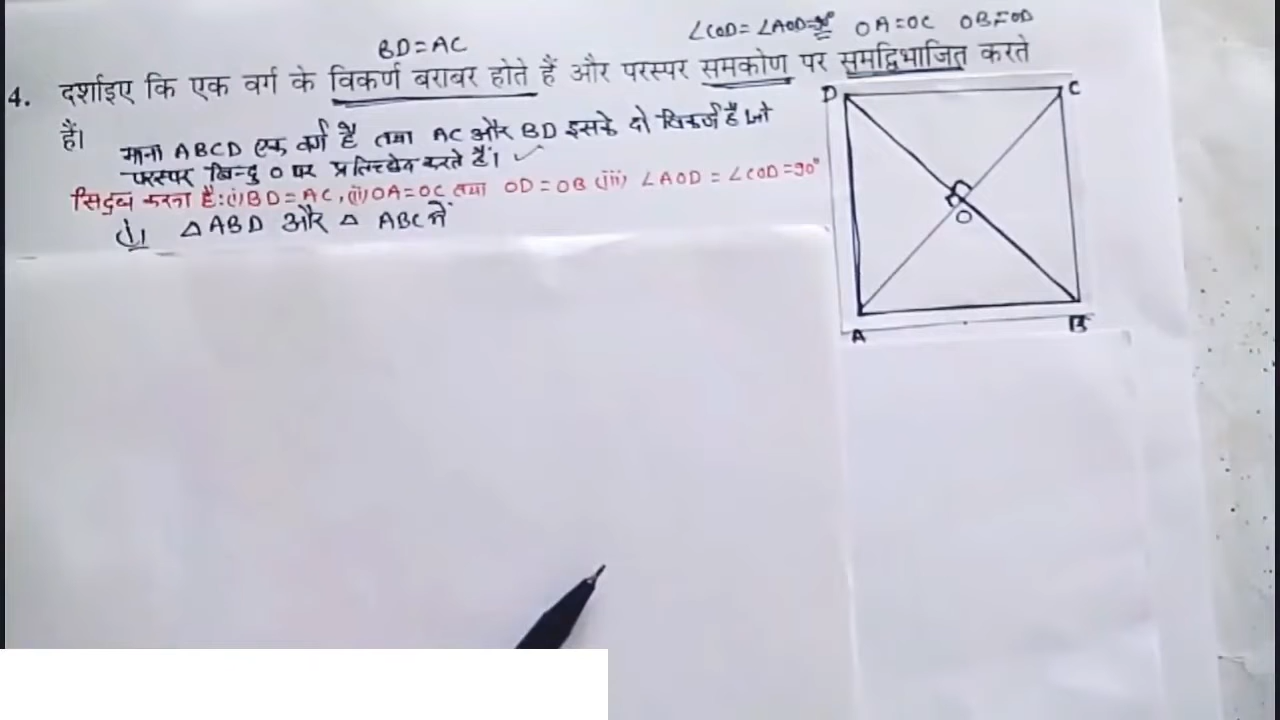 ∠COD = ∠AOD=90° OA=OC OB=OD
BD=AC
4. दर्शाइए कि एक वर्ग के विकर्ण बराबर होते हैं और परस्पर समकोण पर समद्विभाजित करते
हैं।
माना ABCD एक वर्ग है तथा AC और BD इसके दो विकर्ण हैं जो
परस्पर बिन्दु O पर प्रतिच्छेद करते हैं।
सिद्ध करना है:(i) BD = AC, (ii) OA=OC तथा OD = OB (iii) ∠AOD = ∠COD =90°
(i) △ABD और △ ABC में
D C
O
A B